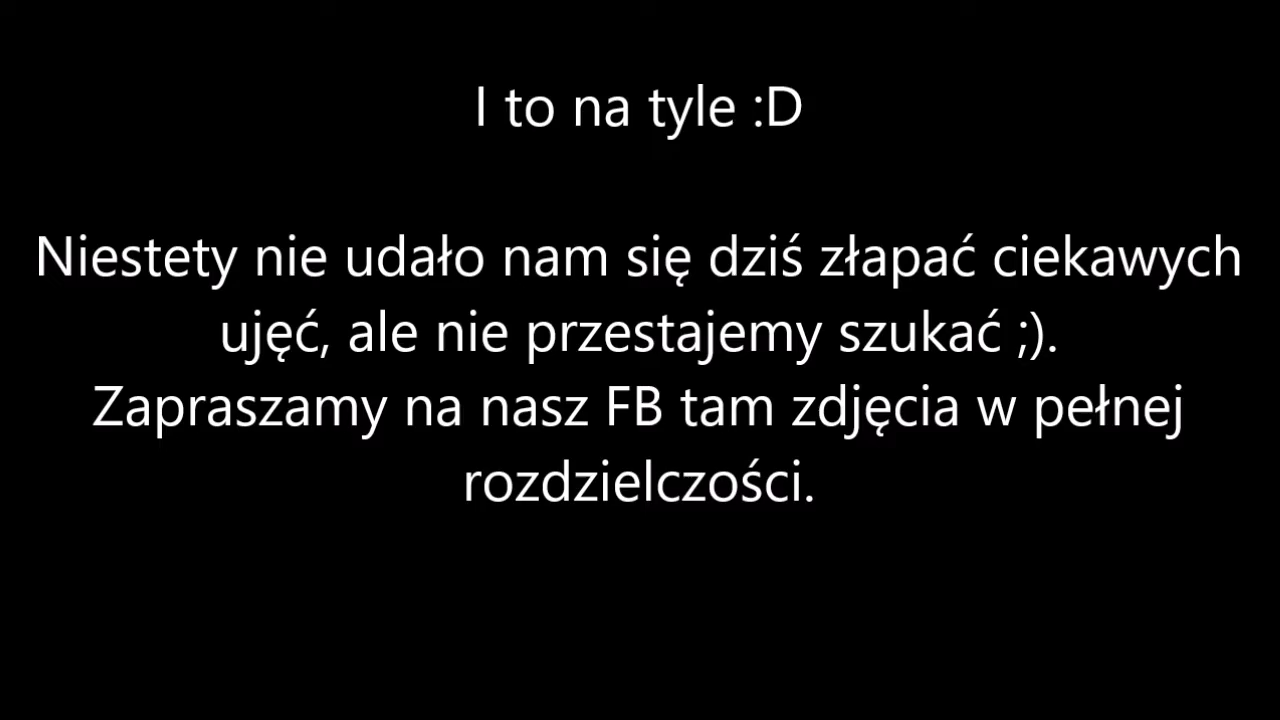 I to na tyle :D
Niestety nie udało nam się dziś złapać ciekawych
ujęć, ale nie przestajemy szukać ;).
Zapraszamy na nasz FB tam zdjęcia w pełnej
rozdzielczości.